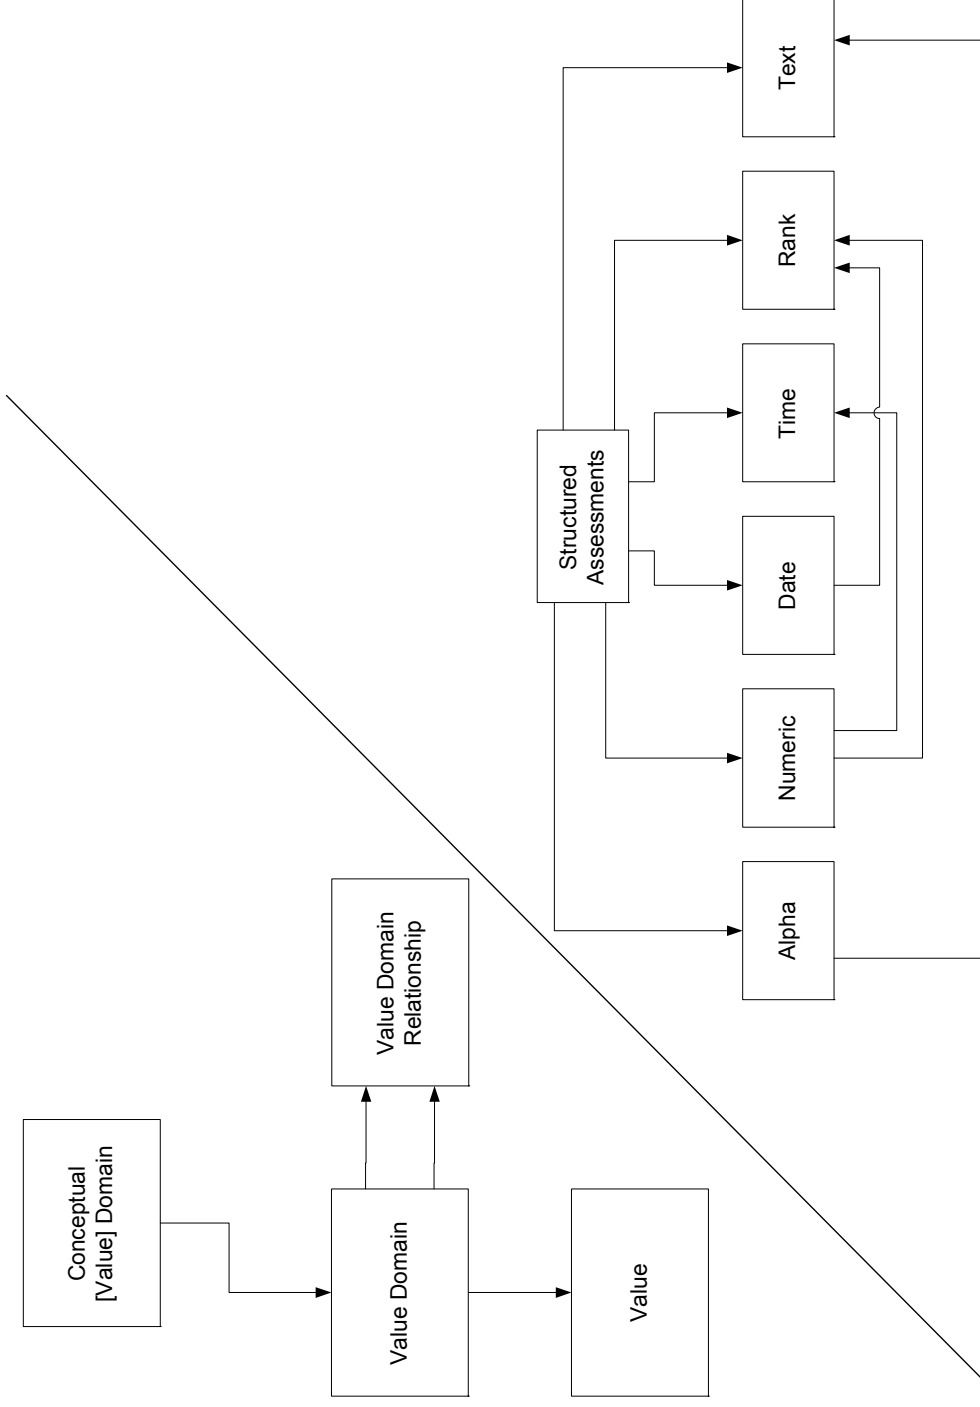 Conceptual
[Value] Domain
Value Domain
Value Domain
Relationship
Value
Structured
Assessments
Alpha
Numeric
Date
Time
Rank
Text